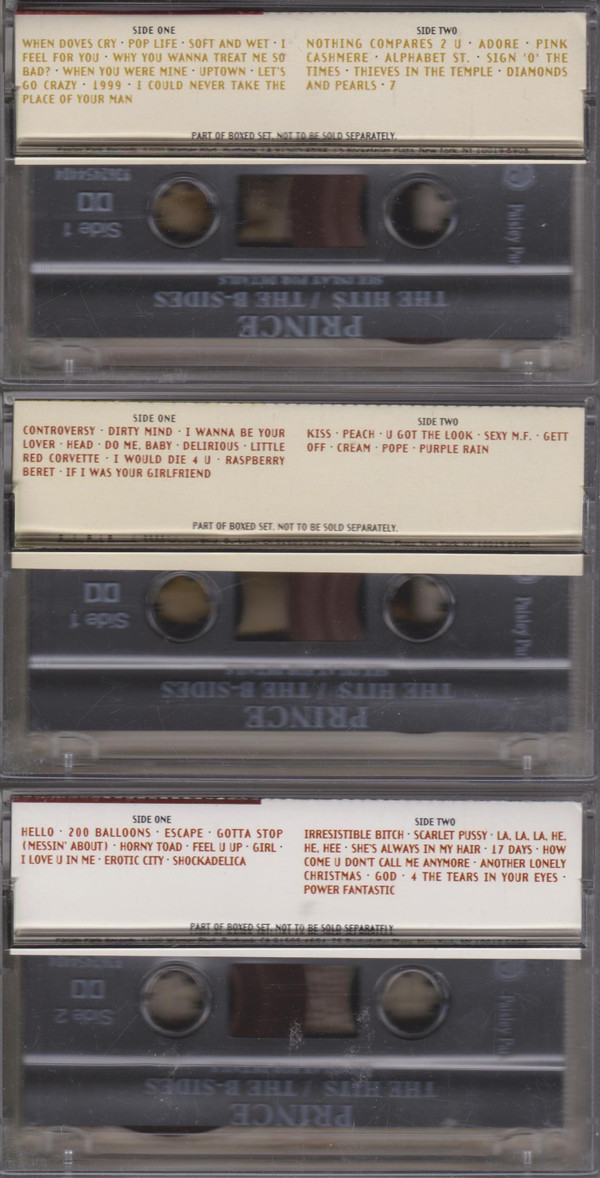 SIDE ONE
WHEN DOVES CRY · POP LIFE · SOFT AND WET · I
FEEL FOR YOU · WHY YOU WANNA TREAT ME SO
BAD? · WHEN YOU WERE MINE · UPTOWN · LET'S
GO CRAZY · 1999 · I COULD NEVER TAKE THE
PLACE OF YOUR MAN
SIDE TWO
NOTHING COMPARES 2 U · ADORE · PINK
CASHMERE · ALPHABET ST. · SIGN 'O' THE
TIMES · THIEVES IN THE TEMPLE · DIAMONDS
AND PEARLS · 7
PART OF BOXED SET. NOT TO BE SOLD SEPARATELY.
Side 1
Paisley
SEE INLAY FOR DETAILS
THE HITS / THE B-SIDES
PRINCE
SIDE ONE
CONTROVERSY · DIRTY MIND · I WANNA BE YOUR
LOVER · HEAD · DO ME, BABY · DELIRIOUS · LITTLE
RED CORVETTE · I WOULD DIE 4 U · RASPBERRY
BERET · IF I WAS YOUR GIRLFRIEND
SIDE TWO
KISS · PEACH · U GOT THE LOOK · SEXY M.F. · GETT
OFF · CREAM · POPE · PURPLE RAIN
PART OF BOXED SET. NOT TO BE SOLD SEPARATELY.
Side 1
Paisley
THE HITS / THE B-SIDES
PRINCE
SIDE ONE
HELLO · 200 BALLOONS · ESCAPE · GOTTA STOP
(MESSIN' ABOUT) · HORNY TOAD · FEEL U UP · GIRL ·
I LOVE U IN ME · EROTIC CITY · SHOCKADELICA
SIDE TWO
IRRESISTIBLE BITCH · SCARLET PUSSY · LA, LA, LA, HE,
HE, HEE · SHE'S ALWAYS IN MY HAIR · 17 DAYS · HOW
COME U DON'T CALL ME ANYMORE · ANOTHER LONELY
CHRISTMAS · GOD · 4 THE TEARS IN YOUR EYES ·
POWER FANTASTIC
PART OF BOXED SET. NOT TO BE SOLD SEPARATELY.
Side 2
Paisley
THE HITS / THE B-SIDES
PRINCE